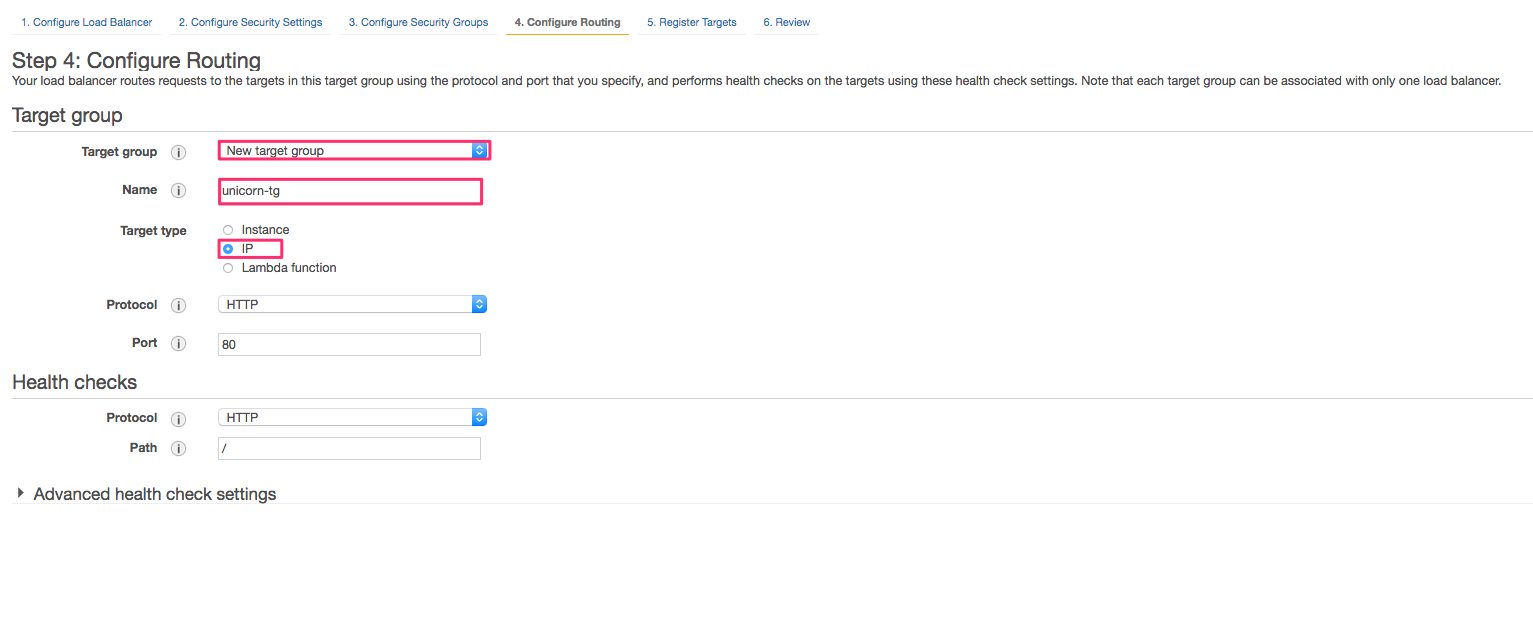 1. Configure Load Balancer 2. Configure Security Settings 3. Configure Security Groups 4. Configure Routing 5. Register Targets 6. Review
Step 4: Configure Routing
Your load balancer routes requests to the targets in this target group using the protocol and port that you specify, and performs health checks on the targets using these health check settings. Note that each target group can be associated with only one load balancer.
Target group
Target group i New target group
Name i unicorn-tg
Target type Instance
IP
Lambda function
Protocol i HTTP
Port i 80
Health checks
Protocol i HTTP
Path i /
Advanced health check settings